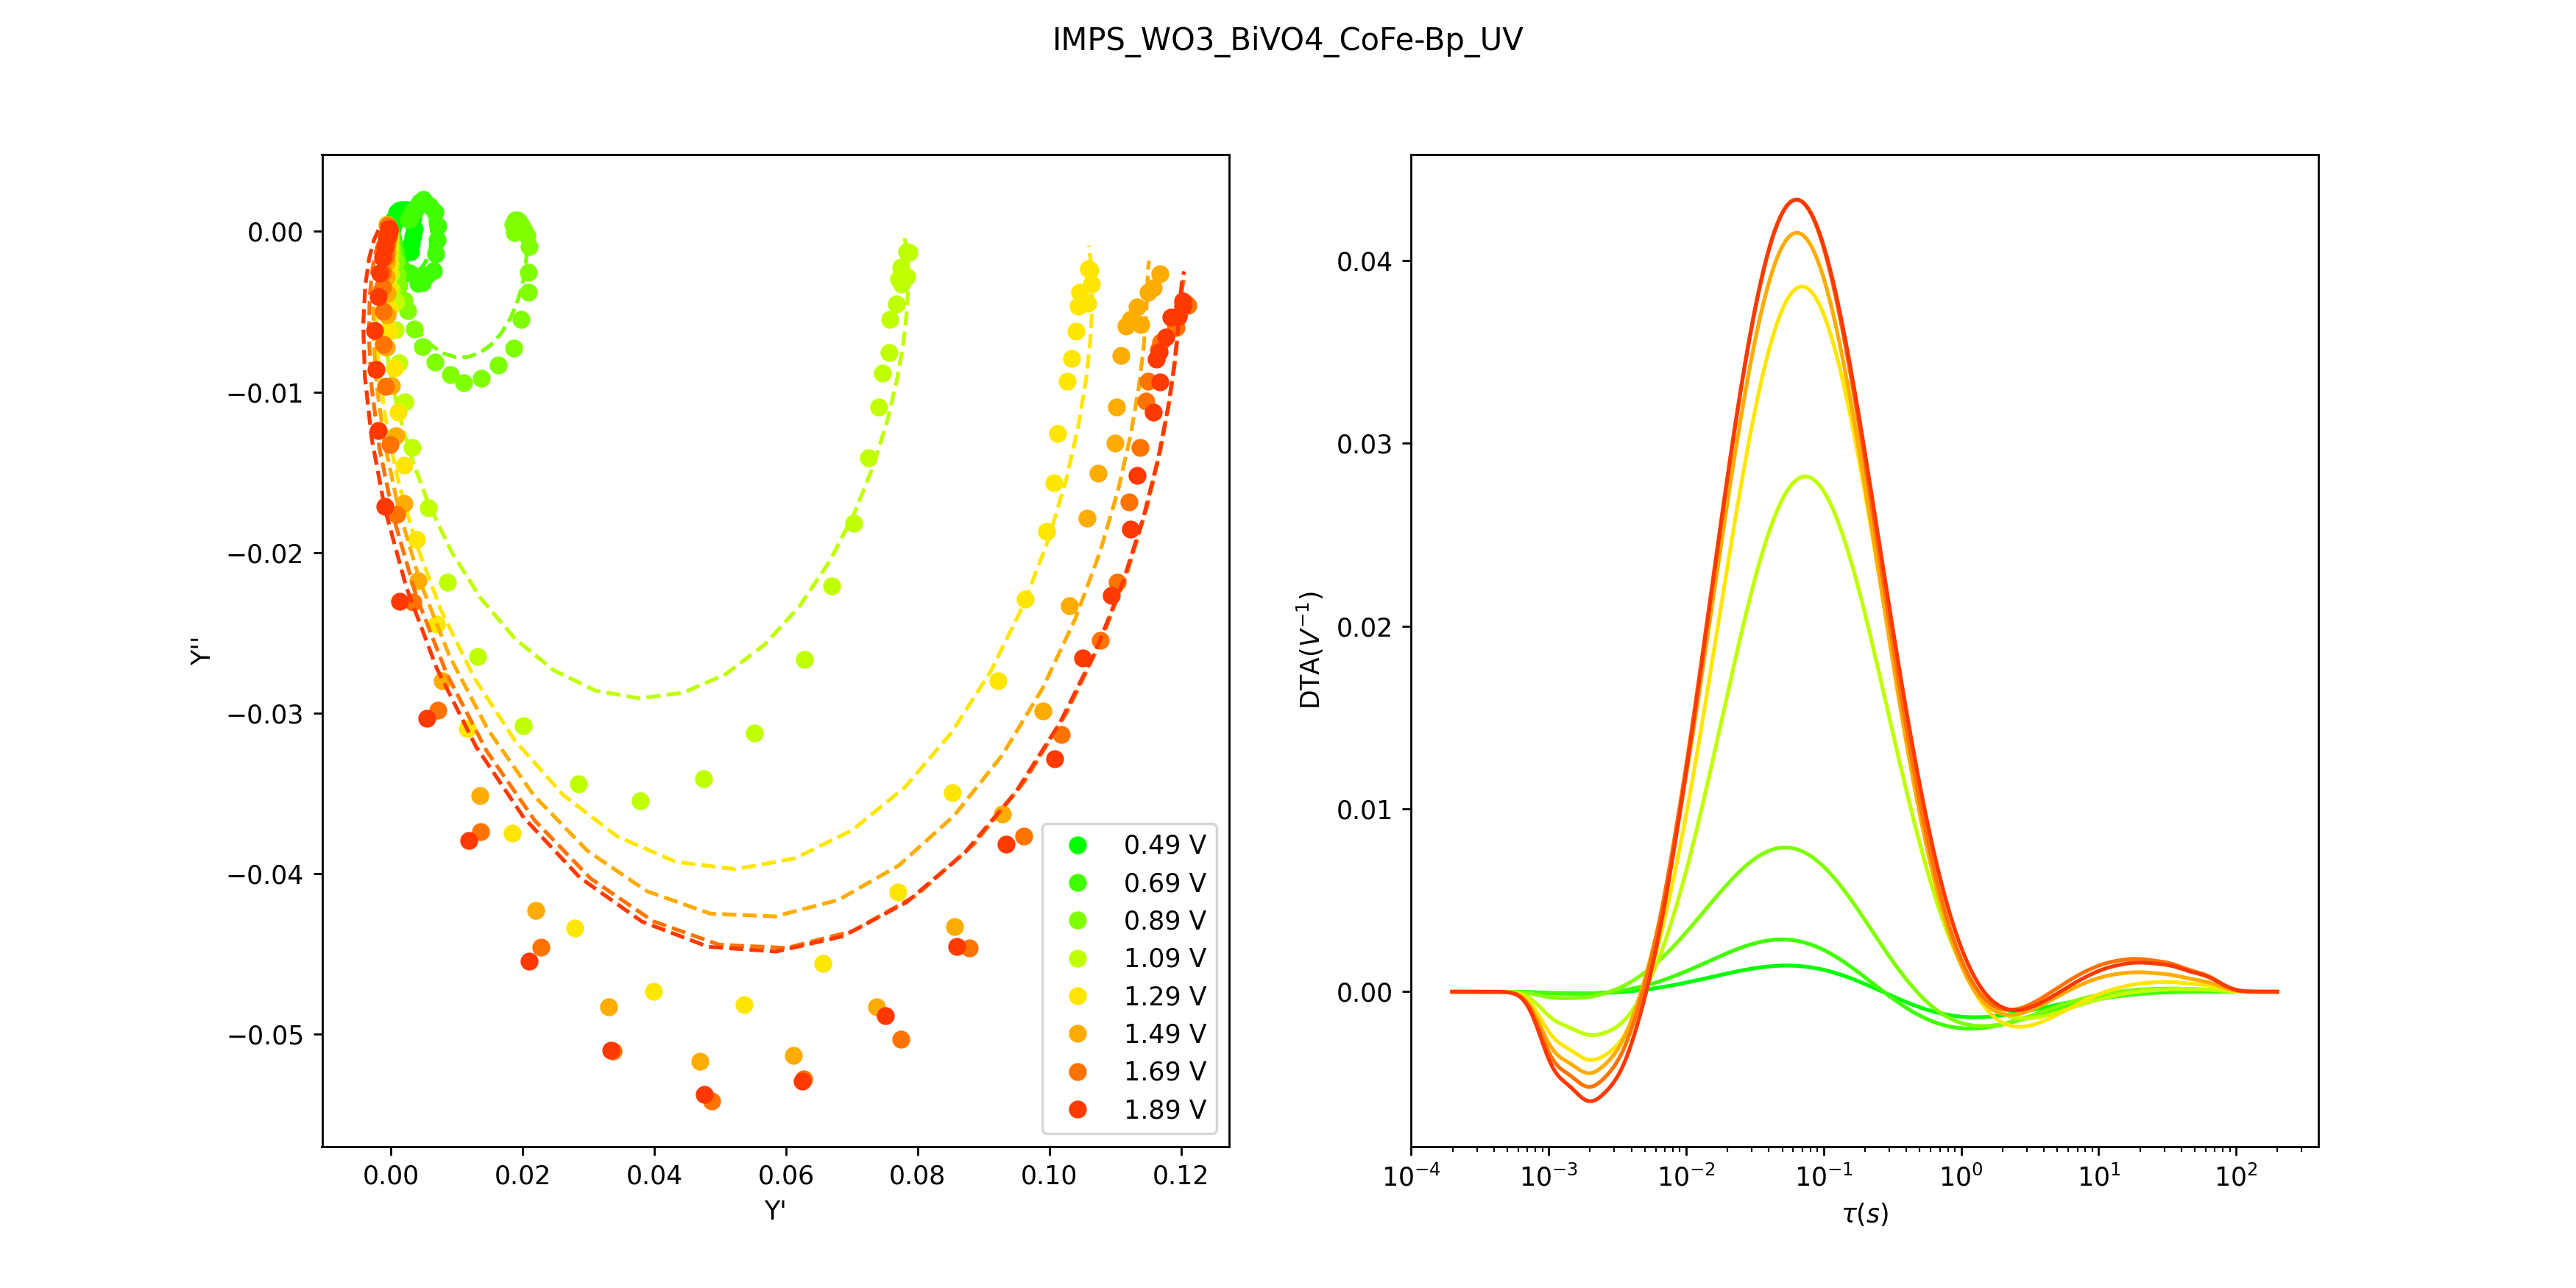 IMPS_WO3_BiVO4_CoFe-Bp_UV
0.00
−0.01
−0.02
−0.03
−0.04
−0.05
Y''
0.00 0.02 0.04 0.06 0.08 0.10 0.12
Y'
0.49 V
0.69 V
0.89 V
1.09 V
1.29 V
1.49 V
1.69 V
1.89 V
0.04
0.03
0.02
0.01
0.00
DTA(V⁻¹)
10⁻⁴ 10⁻³ 10⁻² 10⁻¹ 10⁰ 10¹ 10²
τ(s)